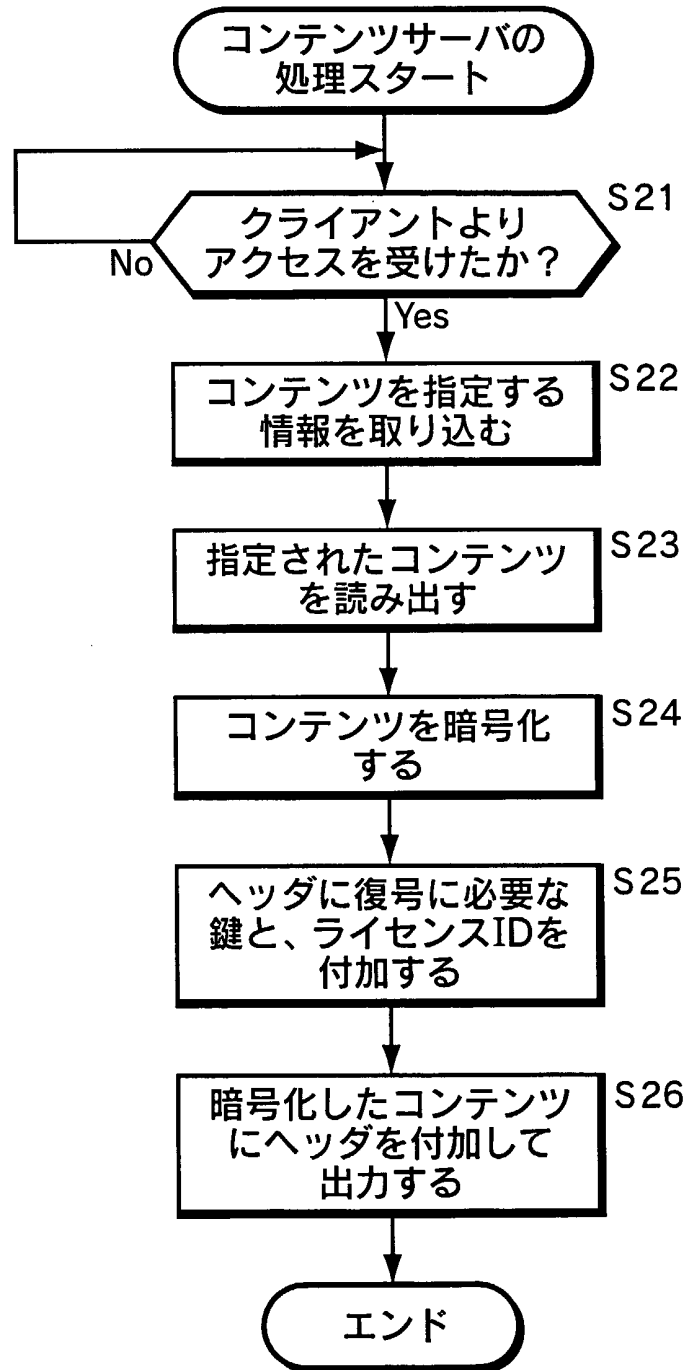 コンテンツサーバの
処理スタート
S21
クライアントより
アクセスを受けたか？
No
Yes
S22
コンテンツを指定する
情報を取り込む
S23
指定されたコンテンツ
を読み出す
S24
コンテンツを暗号化
する
S25
ヘッダに復号に必要な
鍵と、ライセンスIDを
付加する
S26
暗号化したコンテンツ
にヘッダを付加して
出力する
エンド